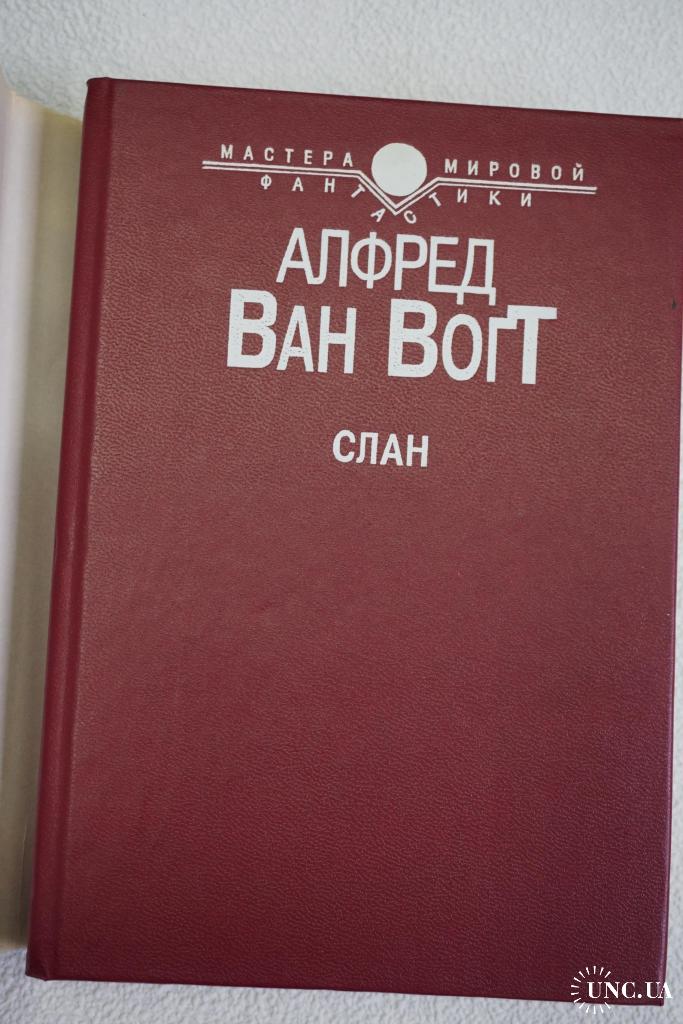 МАСТЕРА МИРОВОЙ
ФАНТАСТИКИ
АЛФРЕД
ВАН ВОГТ
СЛАН
UNC.UA